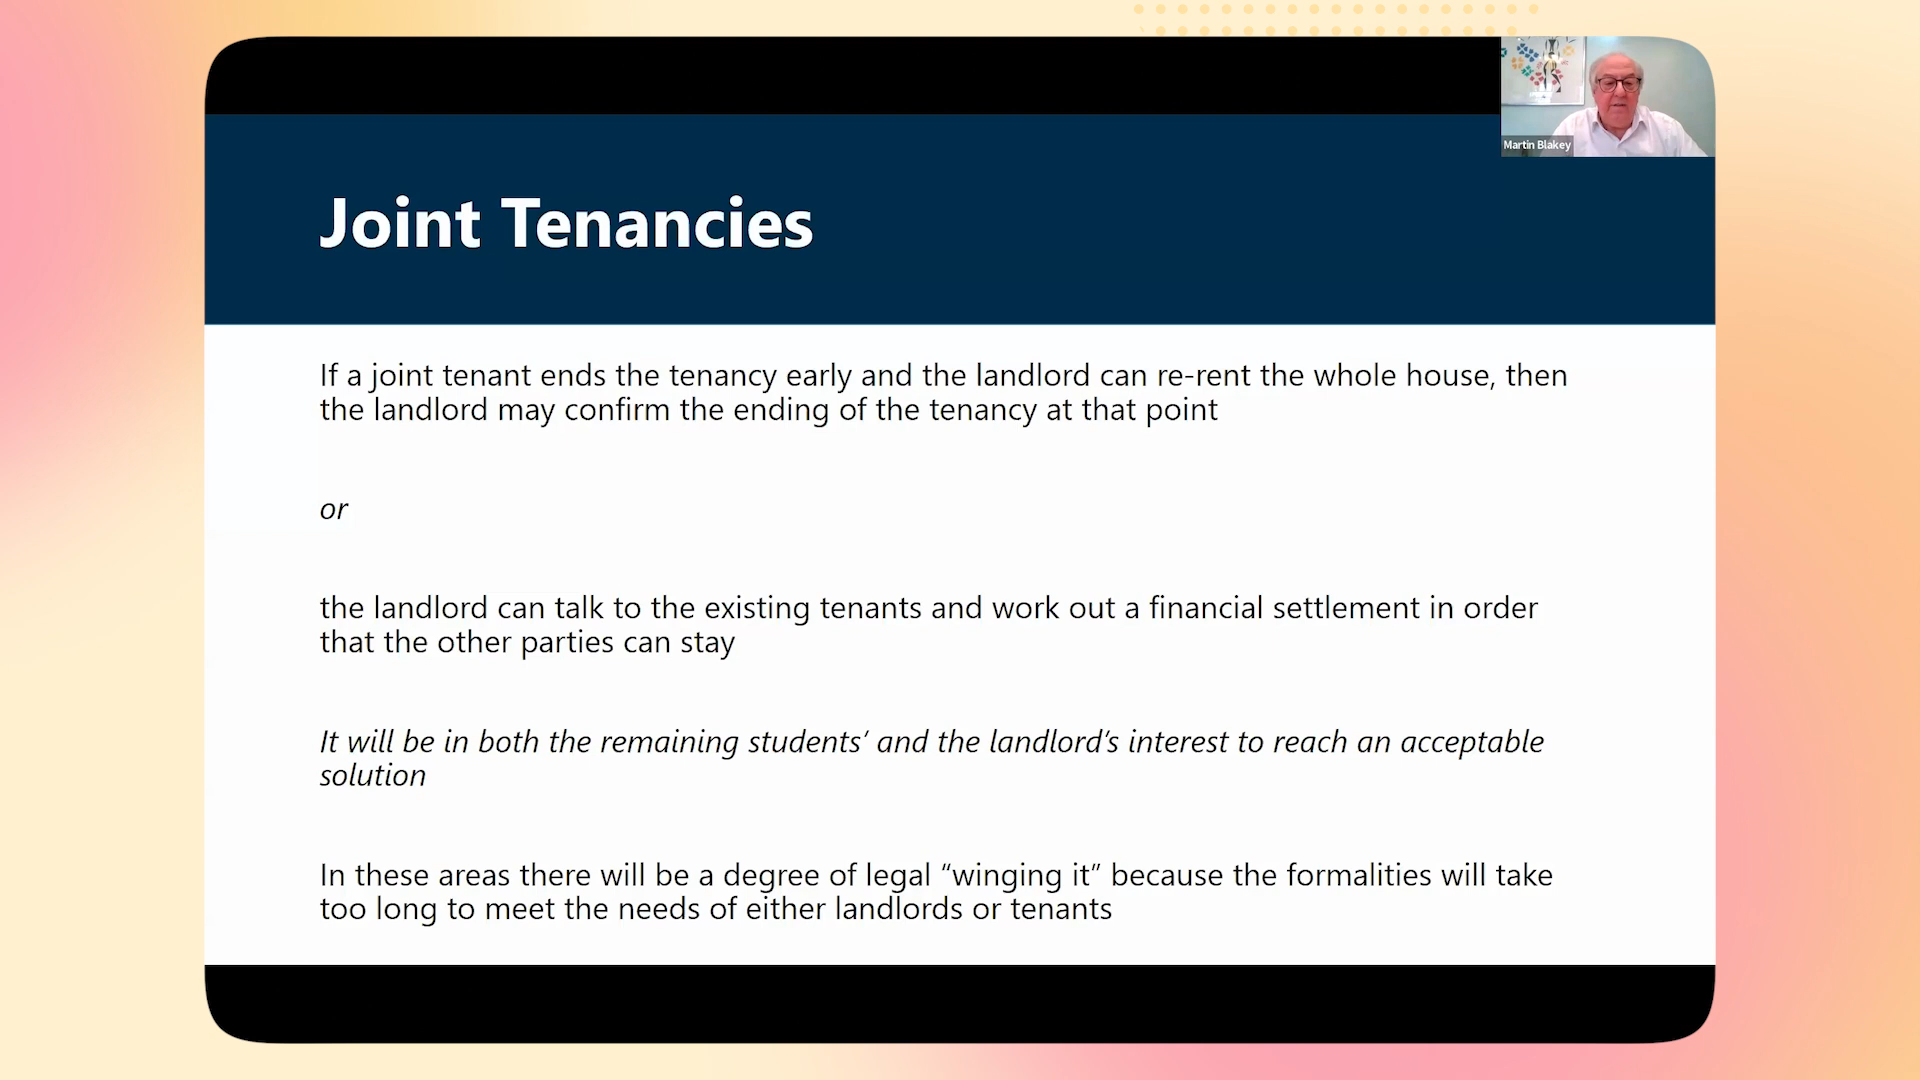 Martin Blakey
Joint Tenancies
If a joint tenant ends the tenancy early and the landlord can re-rent the whole house, then
the landlord may confirm the ending of the tenancy at that point
or
the landlord can talk to the existing tenants and work out a financial settlement in order
that the other parties can stay
It will be in both the remaining students’ and the landlord’s interest to reach an acceptable
solution
In these areas there will be a degree of legal “winging it” because the formalities will take
too long to meet the needs of either landlords or tenants